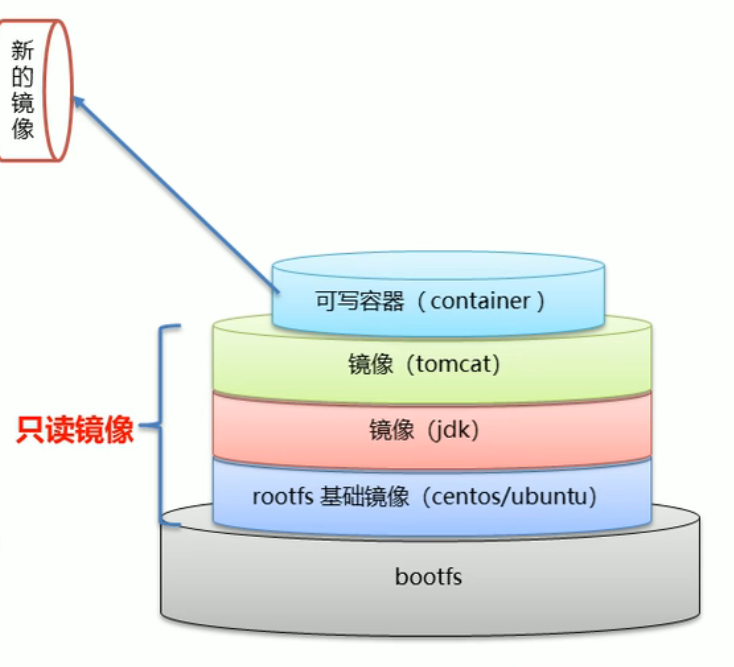 新的镜像
可写容器（container）
镜像（tomcat）
只读镜像
镜像（jdk）
rootfs 基础镜像（centos/ubuntu）
bootfs